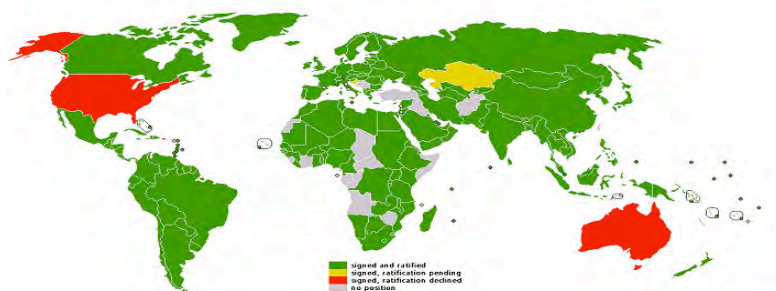 signed and ratified
signed, ratification pending
signed, ratification declined
no position